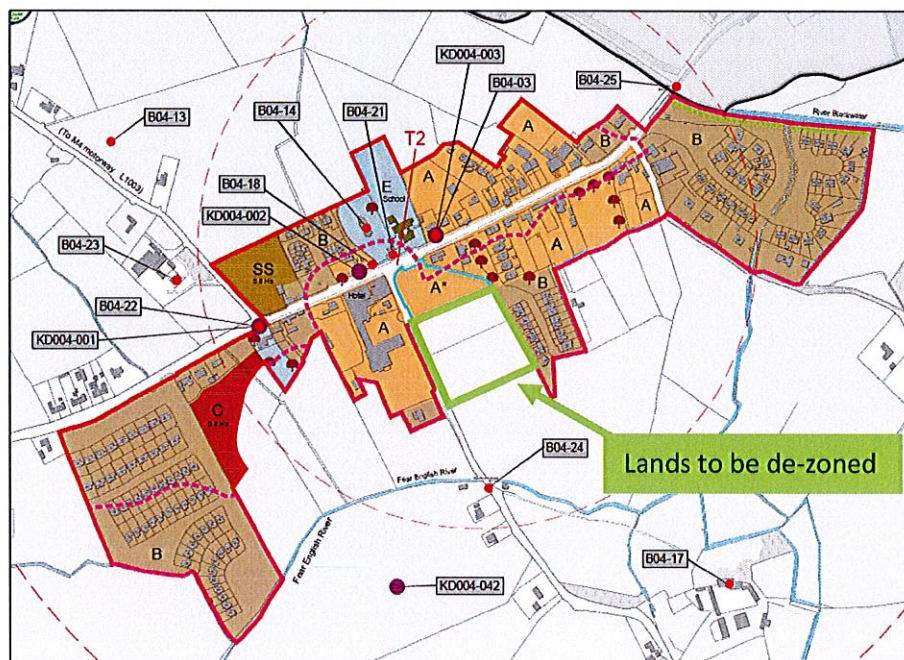 KD004-003
B04-03
B04-25
B04-14
B04-21
T2
B04-13
River Blackwater
(To M4 motorway L1003)
A
B
B
E
School
A
B04-18
KD004-002
B
A
A
B04-23
SS
A*
B
Hotel
A
B04-22
KD004-001
C
Lands to be de-zoned
B04-24
Fear English River
B
Fear English River
B04-17
KD004-042